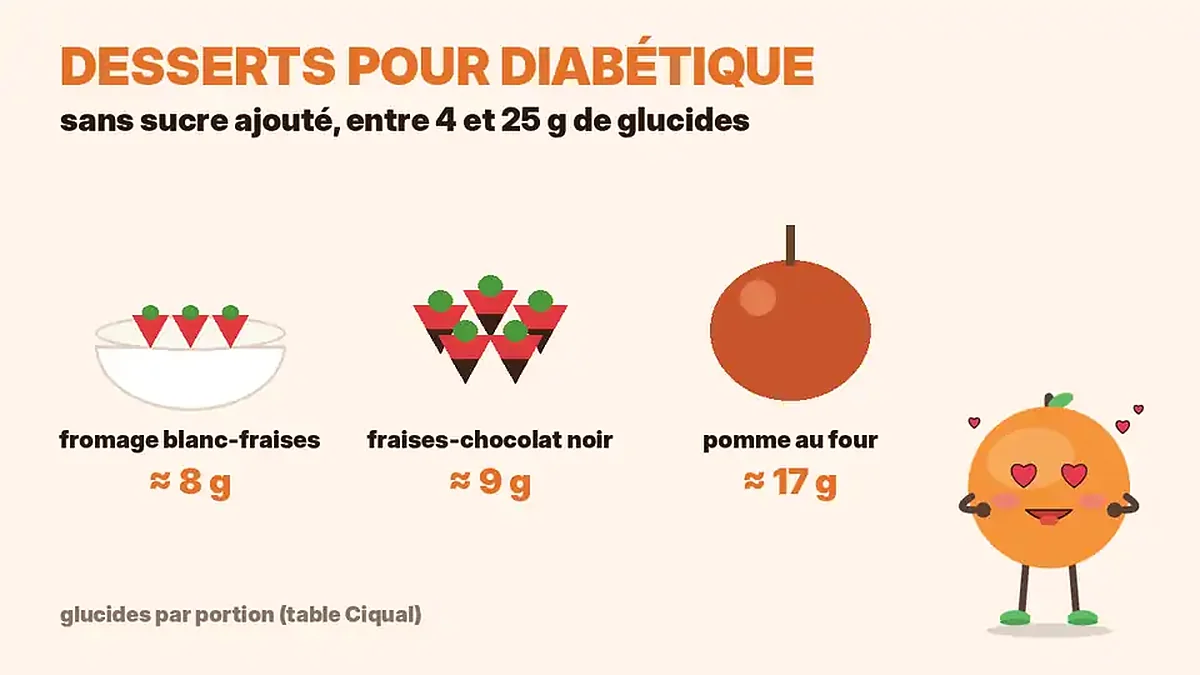 DESSERTS POUR DIABÉTIQUE
sans sucre ajouté, entre 4 et 25 g de glucides
fromage blanc-fraises
≈ 8 g
fraises-chocolat noir
≈ 9 g
pomme au four
≈ 17 g
glucides par portion (table Ciqual)